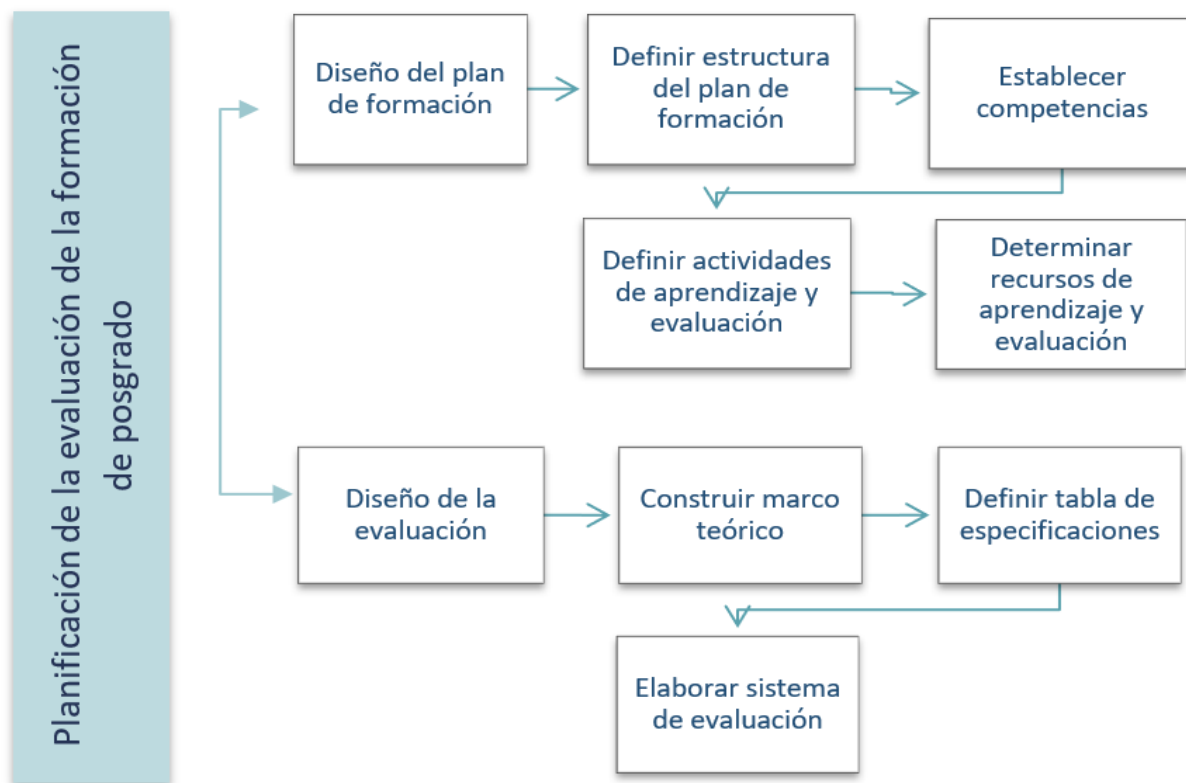 Planificación de la evaluación de la formación
de posgrado
Diseño del plan
de formación
Definir estructura
del plan de
formación
Establecer
competencias
Definir actividades
de aprendizaje y
evaluación
Determinar
recursos de
aprendizaje y
evaluación
Diseño de la
evaluación
Construir marco
teórico
Definir tabla de
especificaciones
Elaborar sistema
de evaluación